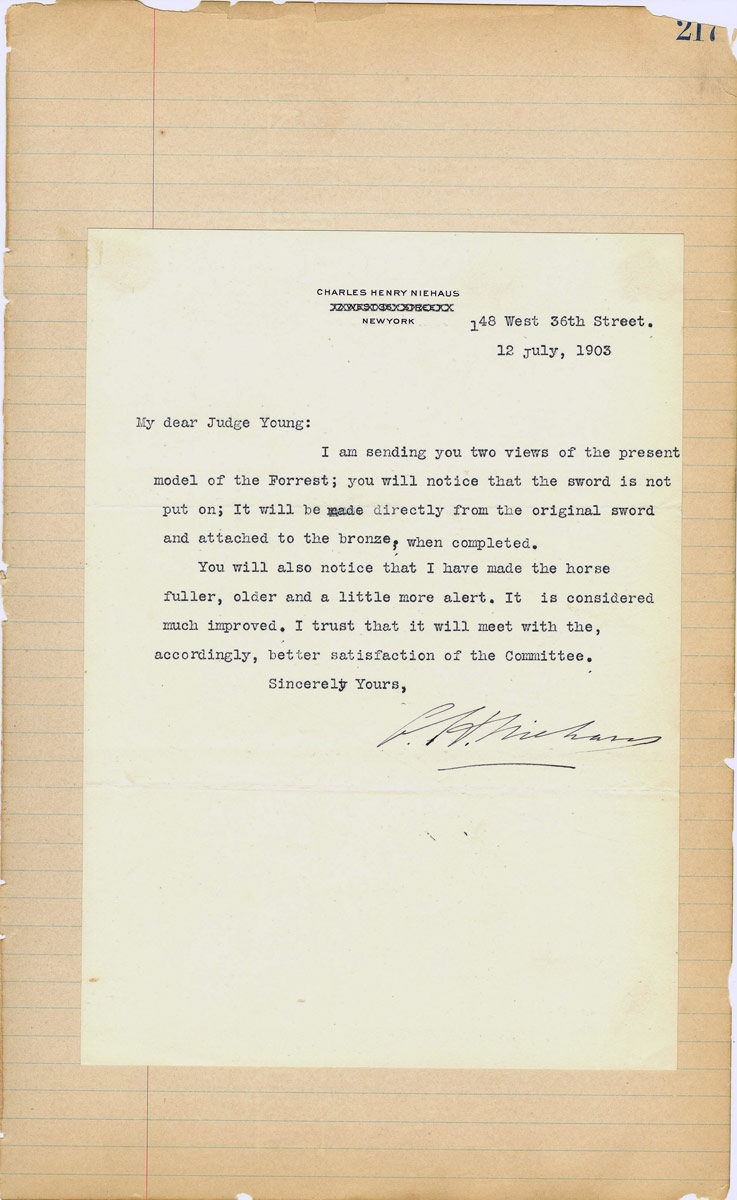 217
CHARLES HENRY NIEHAUS
NEW YORK
148 West 36th Street.
12 July, 1903
My dear Judge Young:
I am sending you two views of the present
model of the Forrest; you will notice that the sword is not
put on; It will be made directly from the original sword
and attached to the bronze, when completed.
You will also notice that I have made the horse
fuller, older and a little more alert. It is considered
much improved. I trust that it will meet with the,
accordingly, better satisfaction of the Committee.
Sincerely Yours,
C. H. Niehaus